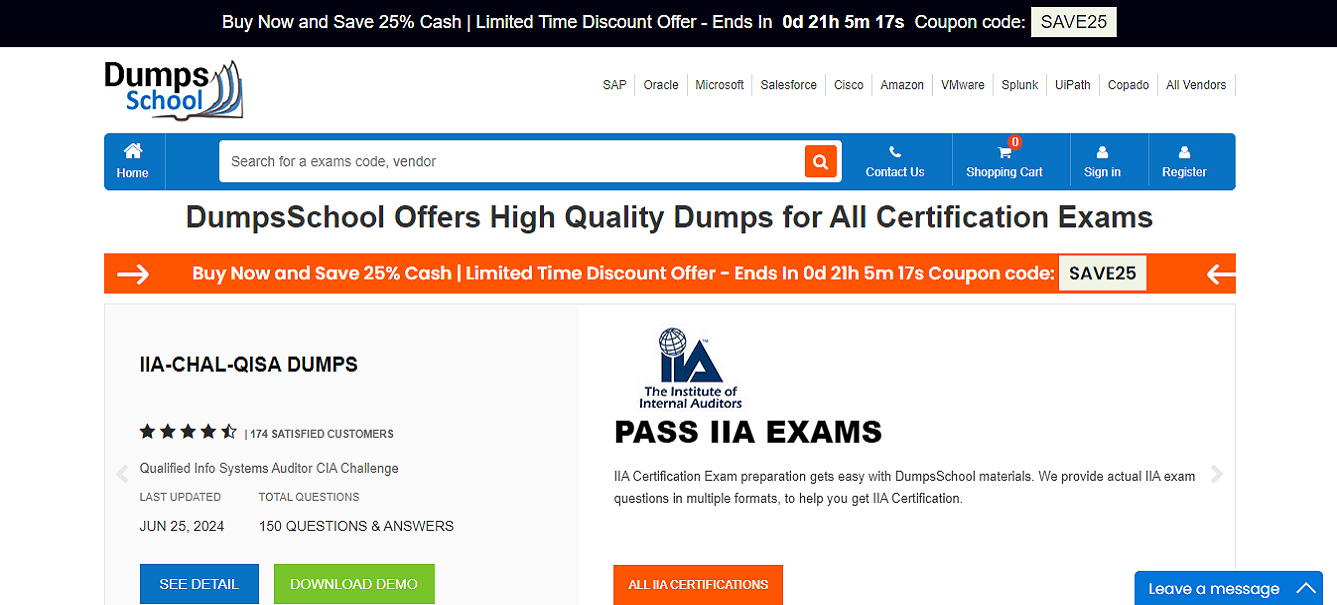 Buy Now and Save 25% Cash | Limited Time Discount Offer - Ends In 0d 21h 5m 17s Coupon code: SAVE25
Dumps
School
SAP Oracle Microsoft Salesforce Cisco Amazon VMware Splunk UiPath Copado All Vendors
Home
Search for a exams code, vendor
Contact Us
0
Shopping Cart
Sign in
Register
DumpsSchool Offers High Quality Dumps for All Certification Exams
Buy Now and Save 25% Cash | Limited Time Discount Offer - Ends In 0d 21h 5m 17s Coupon code: SAVE25
IIA-CHAL-QISA DUMPS
| 174 SATISFIED CUSTOMERS
Qualified Info Systems Auditor CIA Challenge
LAST UPDATED TOTAL QUESTIONS
JUN 25, 2024 150 QUESTIONS & ANSWERS
SEE DETAIL DOWNLOAD DEMO
IIA™
The Institute of
Internal Auditors
PASS IIA EXAMS
IIA Certification Exam preparation gets easy with DumpsSchool materials. We provide actual IIA exam
questions in multiple formats, to help you get IIA Certification.
ALL IIA CERTIFICATIONS
Leave a message